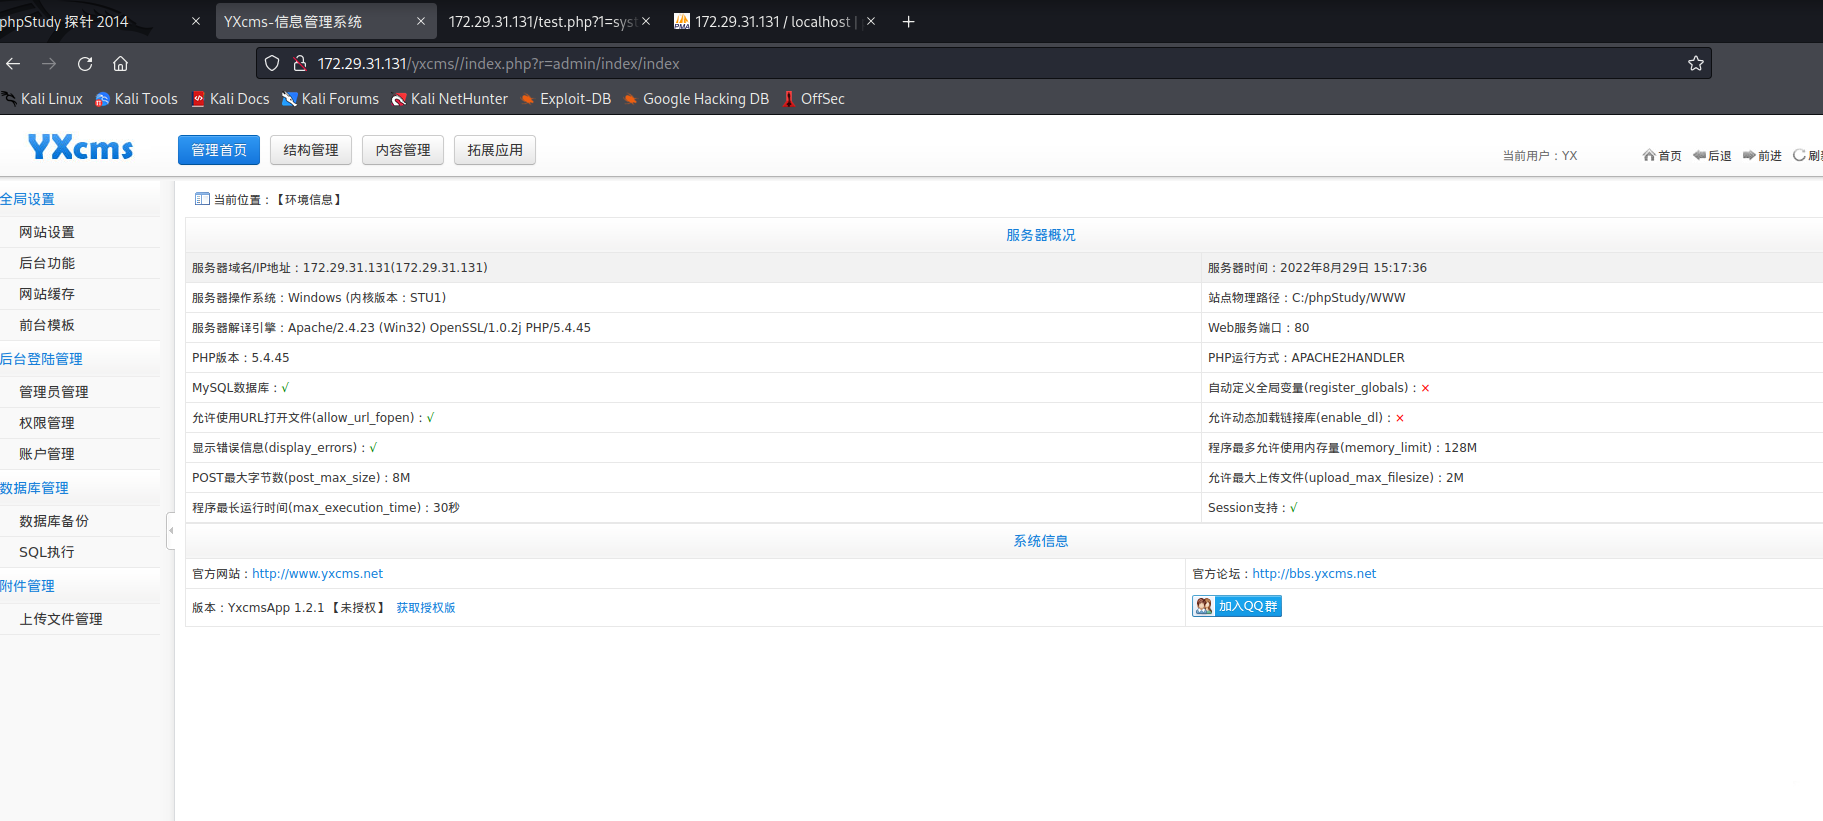 phpStudy 探针 2014
YXcms-信息管理系统
172.29.31.131/test.php?1=syst
172.29.31.131 / localhost |
172.29.31.131/yxcms//index.php?r=admin/index/index
Kali Linux Kali Tools Kali Docs Kali Forums Kali NetHunter Exploit-DB Google Hacking DB OffSec
YXcms 管理首页 结构管理 内容管理 拓展应用 当前用户：YX 首页 后退 前进 刷新
全局设置
网站设置
后台功能
网站缓存
前台模板
后台登陆管理
管理员管理
权限管理
账户管理
数据库管理
数据库备份
SQL执行
附件管理
上传文件管理
当前位置：【环境信息】
服务器概况
服务器域名/IP地址：172.29.31.131(172.29.31.131) 服务器时间：2022年8月29日 15:17:36
服务器操作系统：Windows (内核版本：STU1) 站点物理路径：C:/phpStudy/WWW
服务器解译引擎：Apache/2.4.23 (Win32) OpenSSL/1.0.2j PHP/5.4.45 Web服务端口：80
PHP版本：5.4.45 PHP运行方式：APACHE2HANDLER
MySQL数据库：√ 自动定义全局变量(register_globals)：×
允许使用URL打开文件(allow_url_fopen)：√ 允许动态加载链接库(enable_dl)：×
显示错误信息(display_errors)：√ 程序最多允许使用内存量(memory_limit)：128M
POST最大字节数(post_max_size)：8M 允许最大上传文件(upload_max_filesize)：2M
程序最长运行时间(max_execution_time)：30秒 Session支持：√
系统信息
官方网站：http://www.yxcms.net 官方论坛：http://bbs.yxcms.net
版本：YxcmsApp 1.2.1 【未授权】 获取授权版 加入QQ群